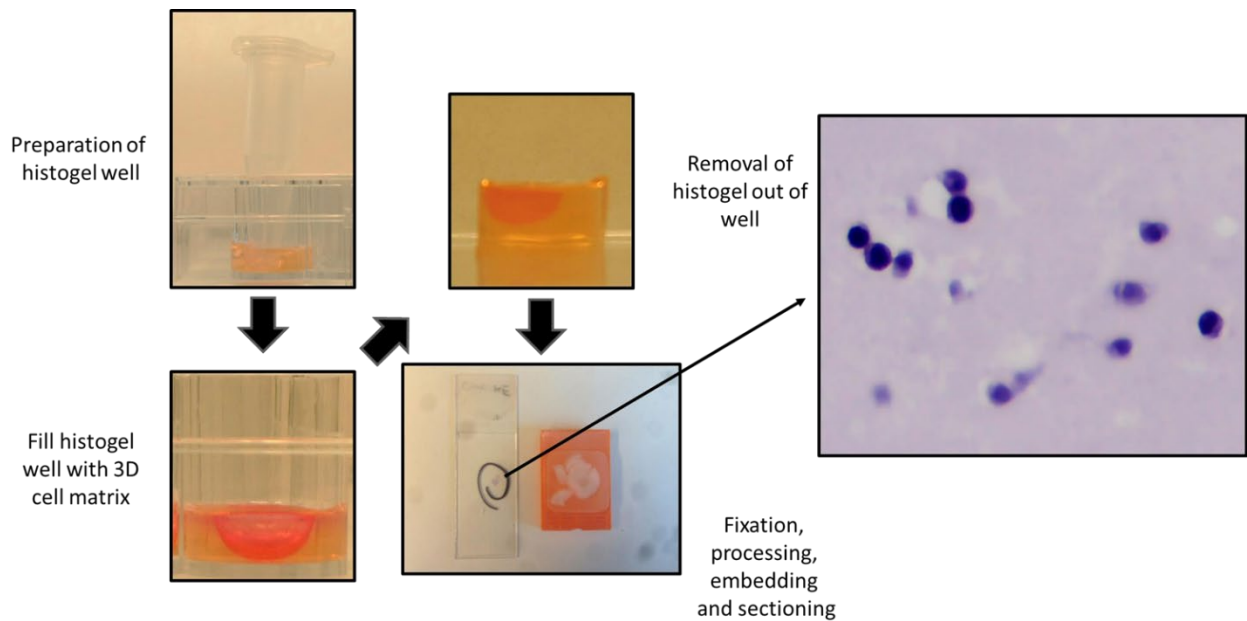 Preparation of
histogel well
Fill histogel
well with 3D
cell matrix
Removal of
histogel out of
well
Fixation,
processing,
embedding
and sectioning